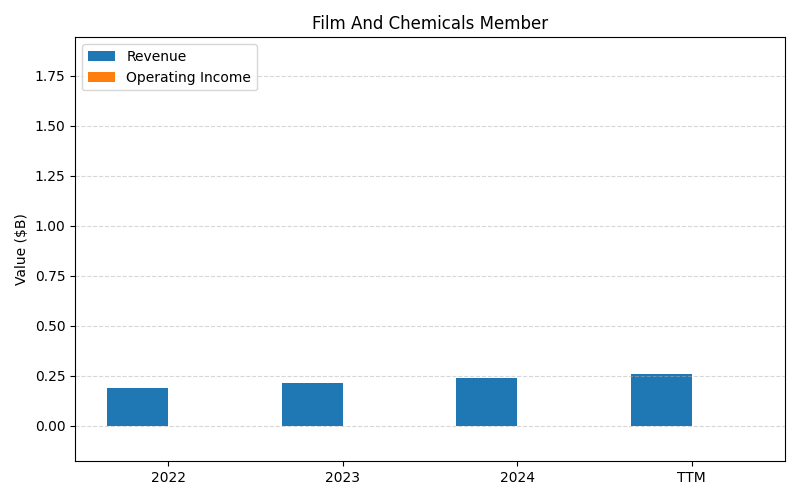 Film And Chemicals Member
Revenue
Operating Income
Value ($B)
1.75
1.50
1.25
1.00
0.75
0.50
0.25
0.00
2022
2023
2024
TTM